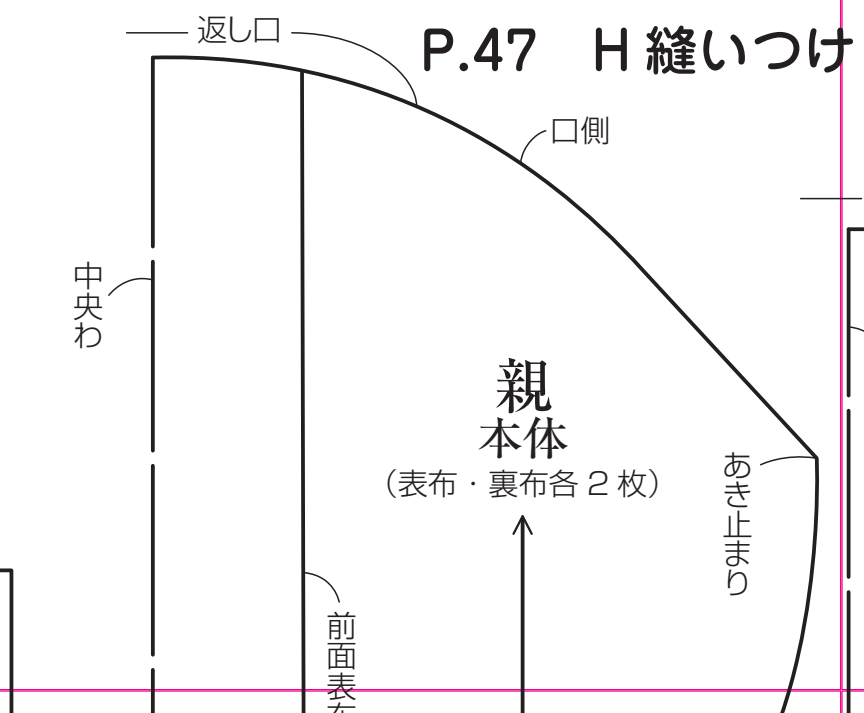 返し口
P.47　H 縫いつけ
口側
中央わ
親
本体
（表布・裏布各２枚）
あき止まり
前面表布